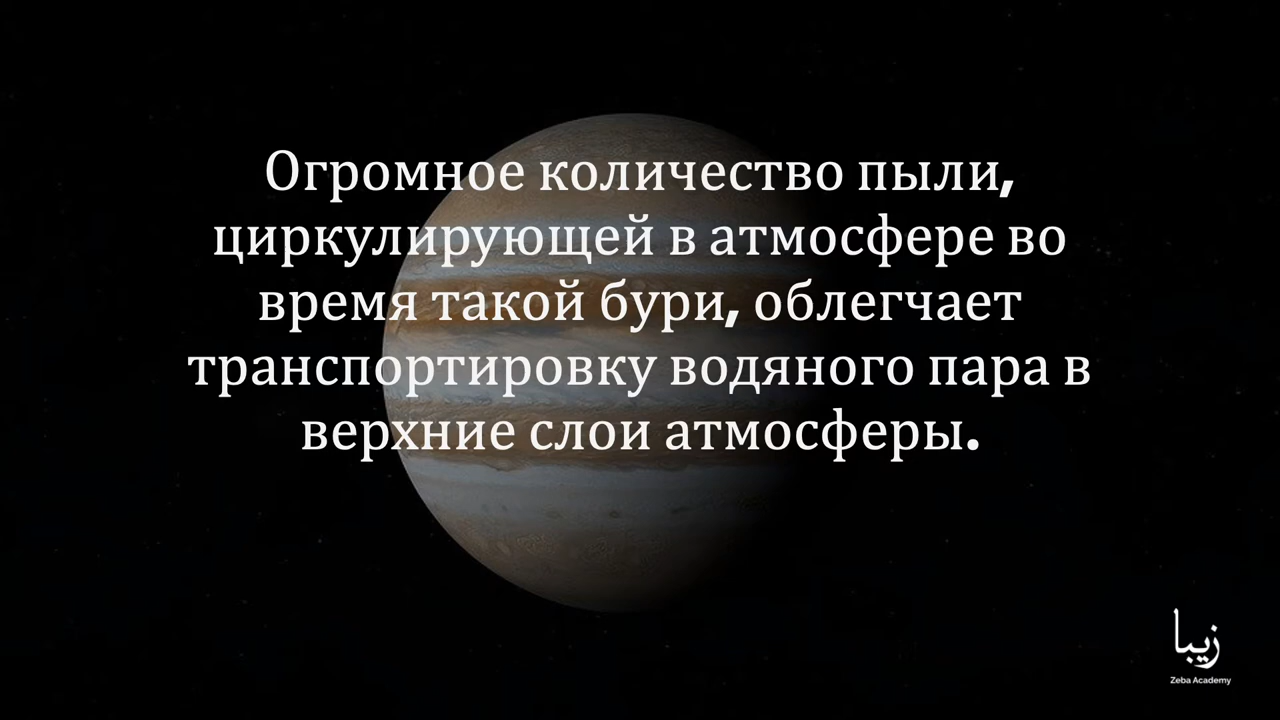 Огромное количество пыли,
циркулирующей в атмосфере во
время такой бури, облегчает
транспортировку водяного пара в
верхние слои атмосферы.
زيبا
Zeba Academy